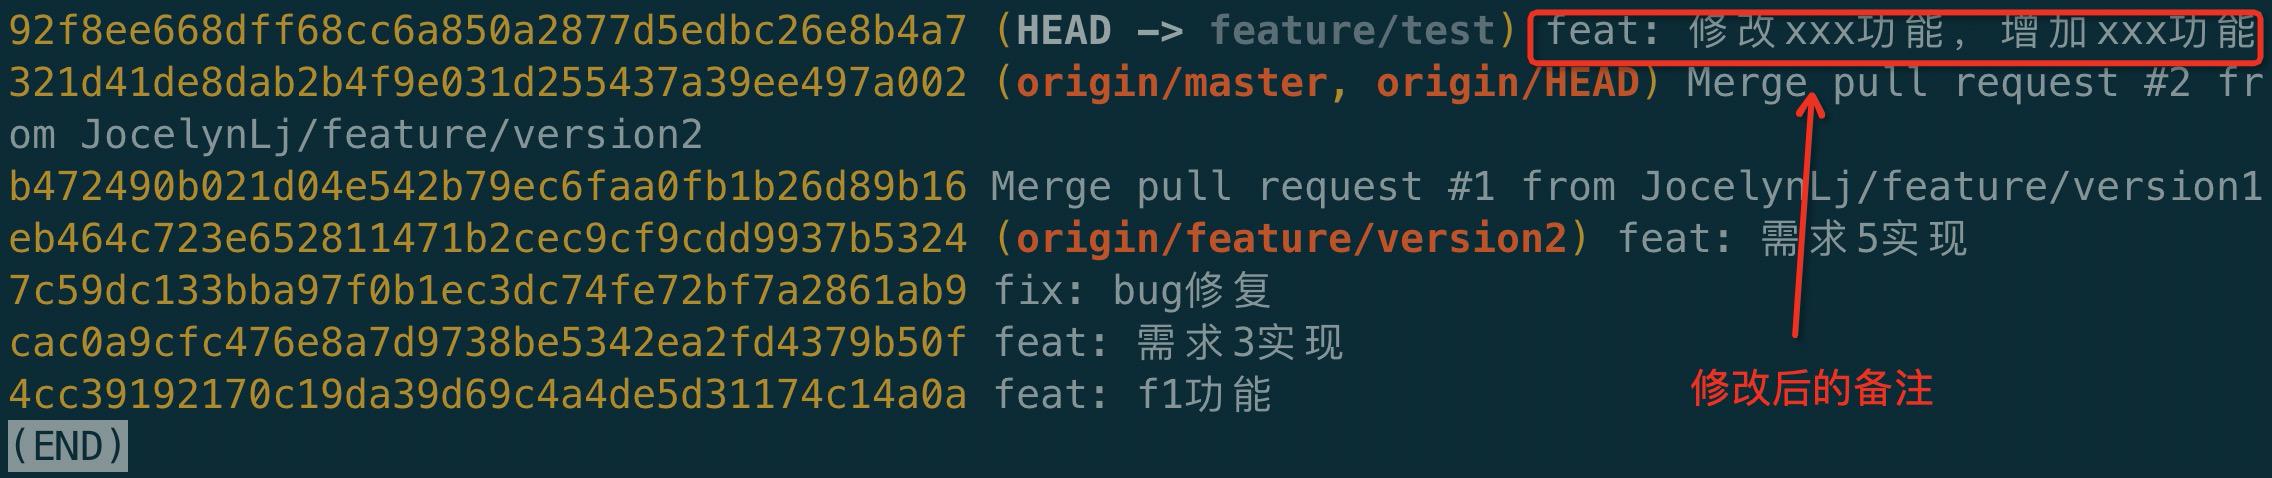 92f8ee668dff68cc6a850a2877d5edbc26e8b4a7 (HEAD -> feature/test) feat: 修改xxx功能，增加xxx功能
321d41de8dab2b4f9e031d255437a39ee497a002 (origin/master, origin/HEAD) Merge pull request #2 fr
om JocelynLj/feature/version2
b472490b021d04e542b79ec6faa0fb1b26d89b16 Merge pull request #1 from JocelynLj/feature/version1
eb464c723e652811471b2cec9cf9cdd9937b5324 (origin/feature/version2) feat: 需求5实现
7c59dc133bba97f0b1ec3dc74fe72bf7a2861ab9 fix: bug修复
cac0a9cfc476e8a7d9738be5342ea2fd4379b50f feat: 需求3实现
4cc39192170c19da39d69c4a4de5d31174c14a0a feat: f1功能
修改后的备注
(END)